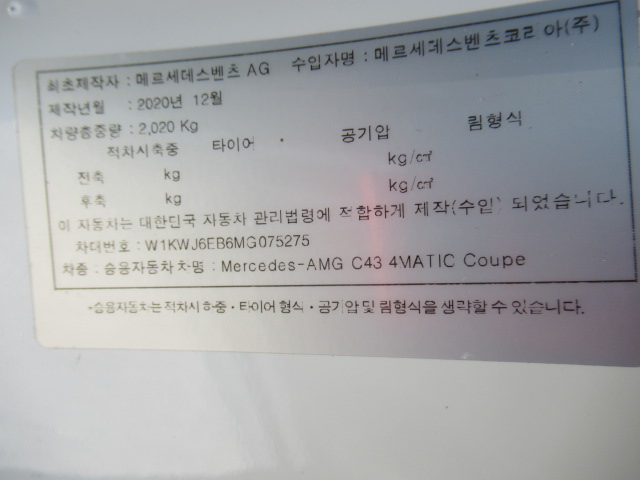 최초제작자 : 메르세데스벤츠 AG 수입자명 : 메르세데스벤츠코리아(주)
제작년월 : 2020년 12월
차량총중량 : 2,020 Kg
적차시축중 타이어 · 공기압 림형식
전축 kg kg/㎠
후축 kg kg/㎠
이 자동차는 대한민국 자동차 관리법령에 적합하게 제작(수입) 되었습니다.
차대번호 : W1KWJ6EB6MG075275
차종 : 승용자동차 차명 : Mercedes-AMG C43 4MATIC Coupe
*승용자동차는 적차시하중 · 타이어 형식 · 공기압 및 림형식을 생략할 수 있습니다.